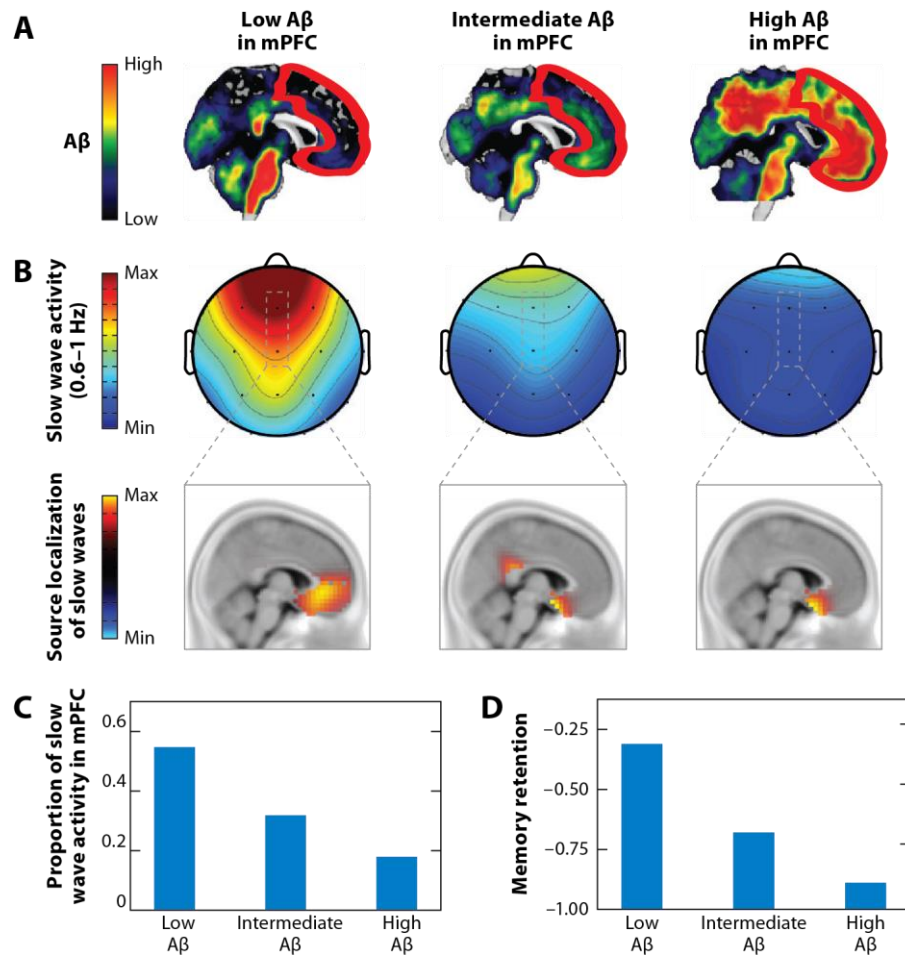 A
Low Aβ
in mPFC
Intermediate Aβ
in mPFC
High Aβ
in mPFC
Aβ
High
Low
B
Slow wave activity
(0.6–1 Hz)
Max
Min
Source localization
of slow waves
Max
Min
C
Proportion of slow
wave activity in mPFC
0.6
0.4
0.2
0
Low
Aβ
Intermediate
Aβ
High
Aβ
D
Memory retention
−0.25
−0.50
−0.75
−1.00
Low
Aβ
Intermediate
Aβ
High
Aβ